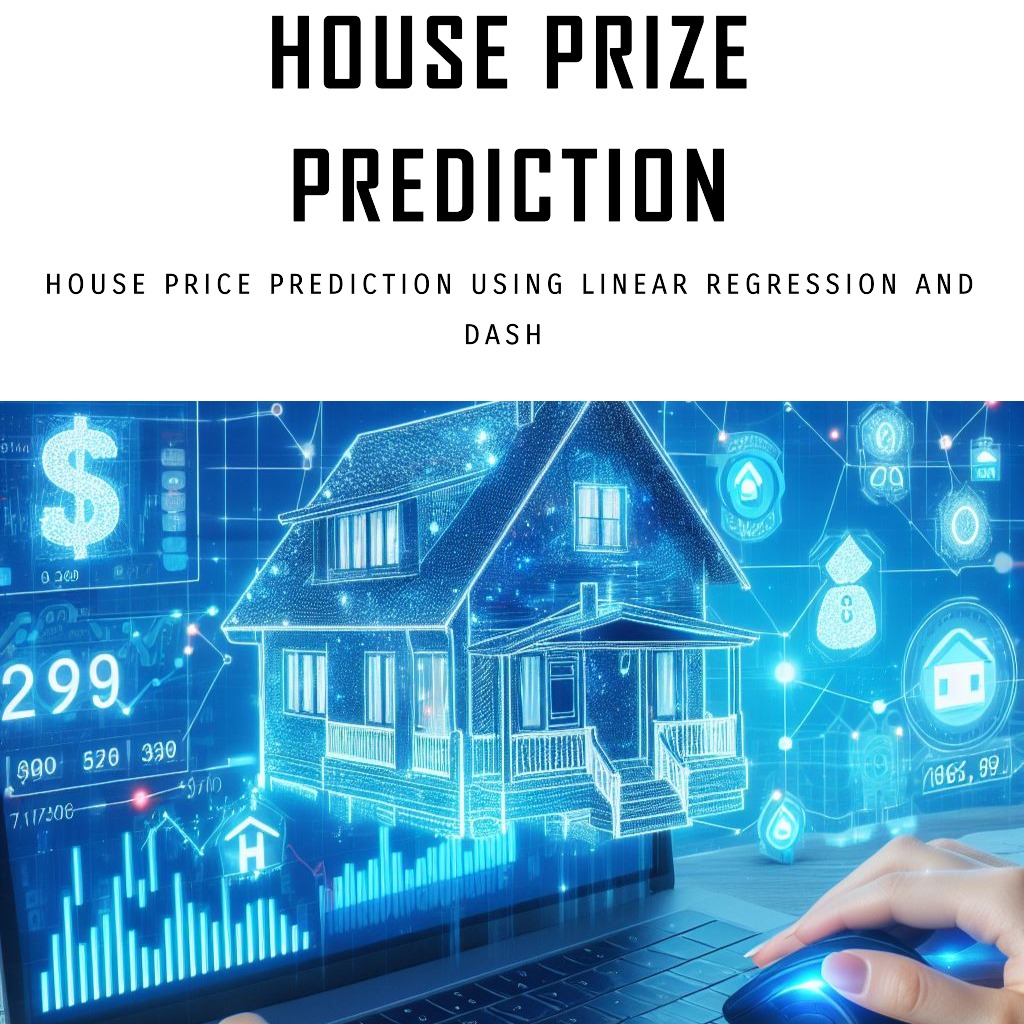 HOUSE PRIZE
PREDICTION
HOUSE PRICE PREDICTION USING LINEAR REGRESSION AND
DASH
$
299
H